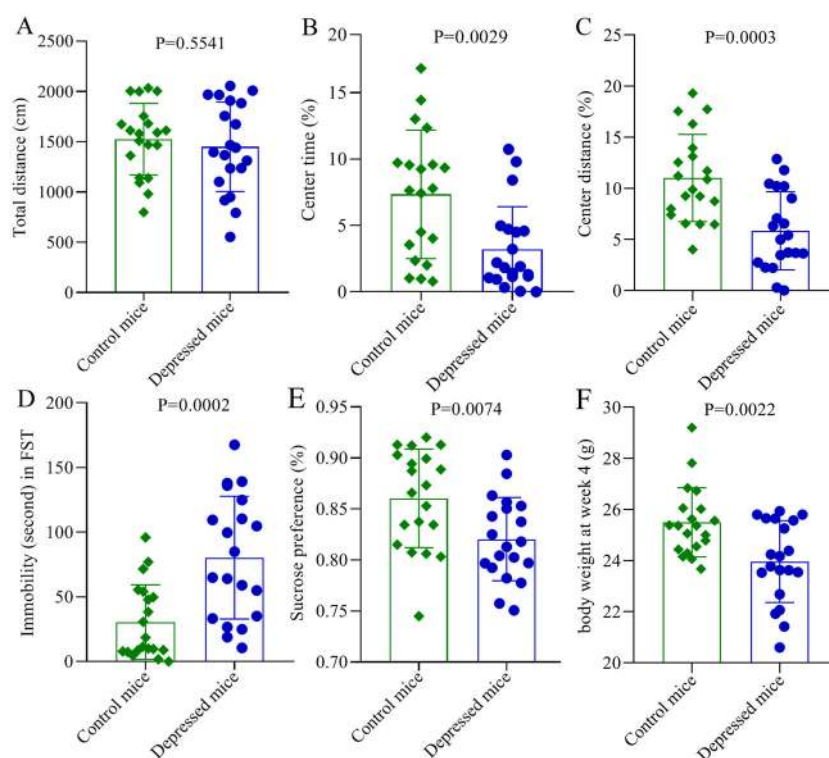 A
P=0.5541
Total distance (cm)
2500
2000
1500
1000
500
0
Control mice
Depressed mice
B
P=0.0029
Center time (%)
20
15
10
5
0
Control mice
Depressed mice
C
P=0.0003
Center distance (%)
25
20
15
10
5
0
Control mice
Depressed mice
D
P=0.0002
Immobility (second) in FST
200
150
100
50
0
Control mice
Depressed mice
E
P=0.0074
Sucrose preference (%)
0.95
0.90
0.85
0.80
0.75
0.70
Control mice
Depressed mice
F
P=0.0022
body weight at week 4 (g)
30
28
26
24
22
20
Control mice
Depressed mice